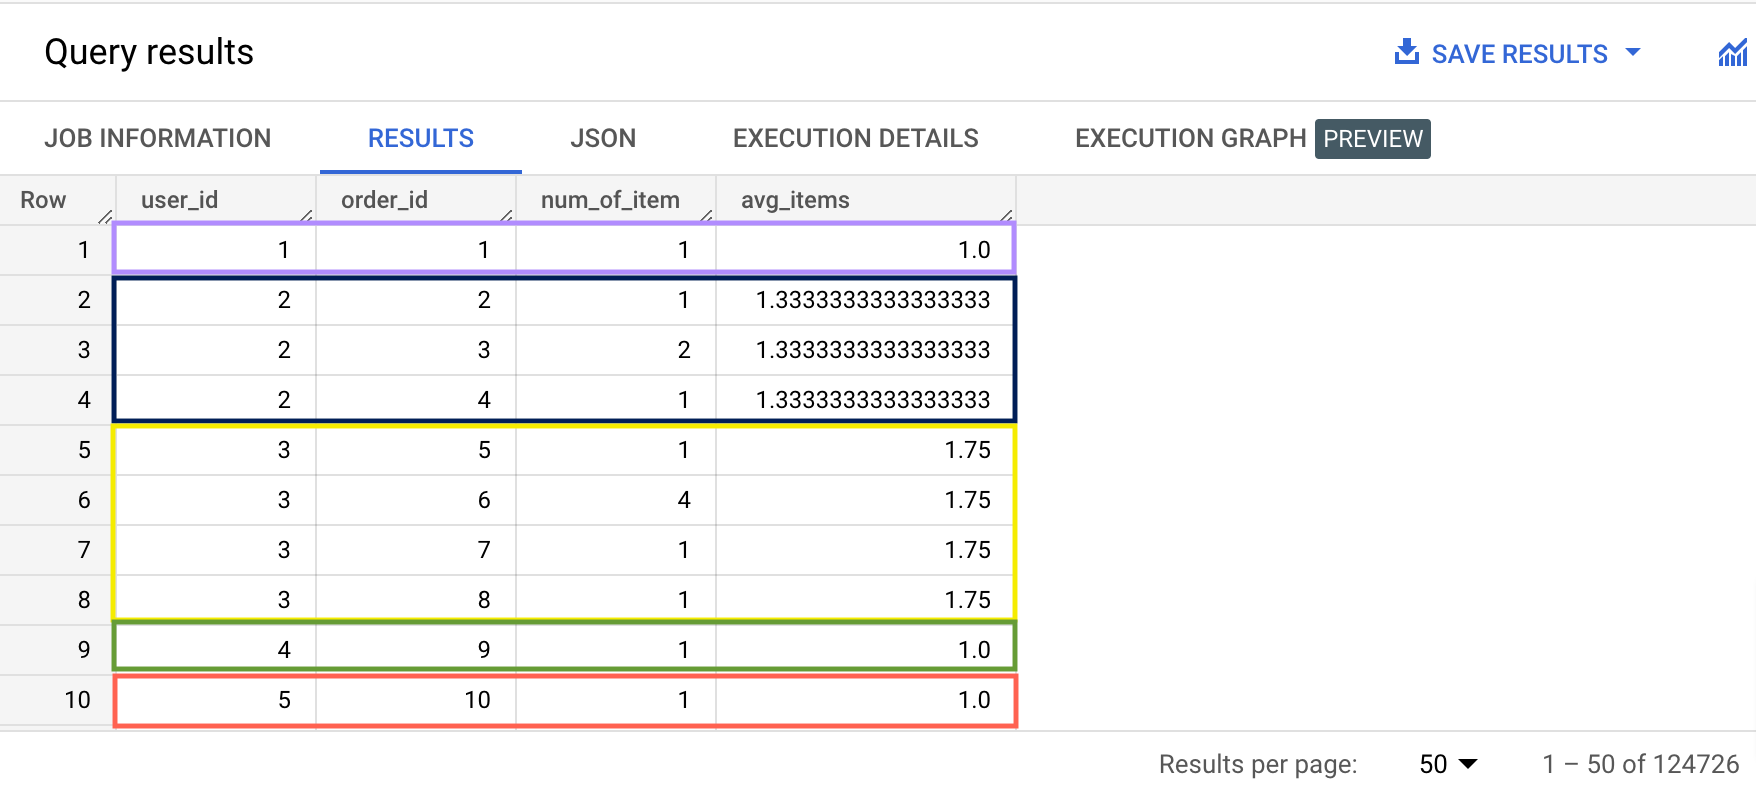 Query results
SAVE RESULTS
JOB INFORMATION RESULTS JSON EXECUTION DETAILS EXECUTION GRAPH PREVIEW
Row user_id order_id num_of_item avg_items
1 1 1 1 1.0
2 2 2 1 1.3333333333333333
3 2 3 2 1.3333333333333333
4 2 4 1 1.3333333333333333
5 3 5 1 1.75
6 3 6 4 1.75
7 3 7 1 1.75
8 3 8 1 1.75
9 4 9 1 1.0
10 5 10 1 1.0
Results per page: 50 1 – 50 of 124726